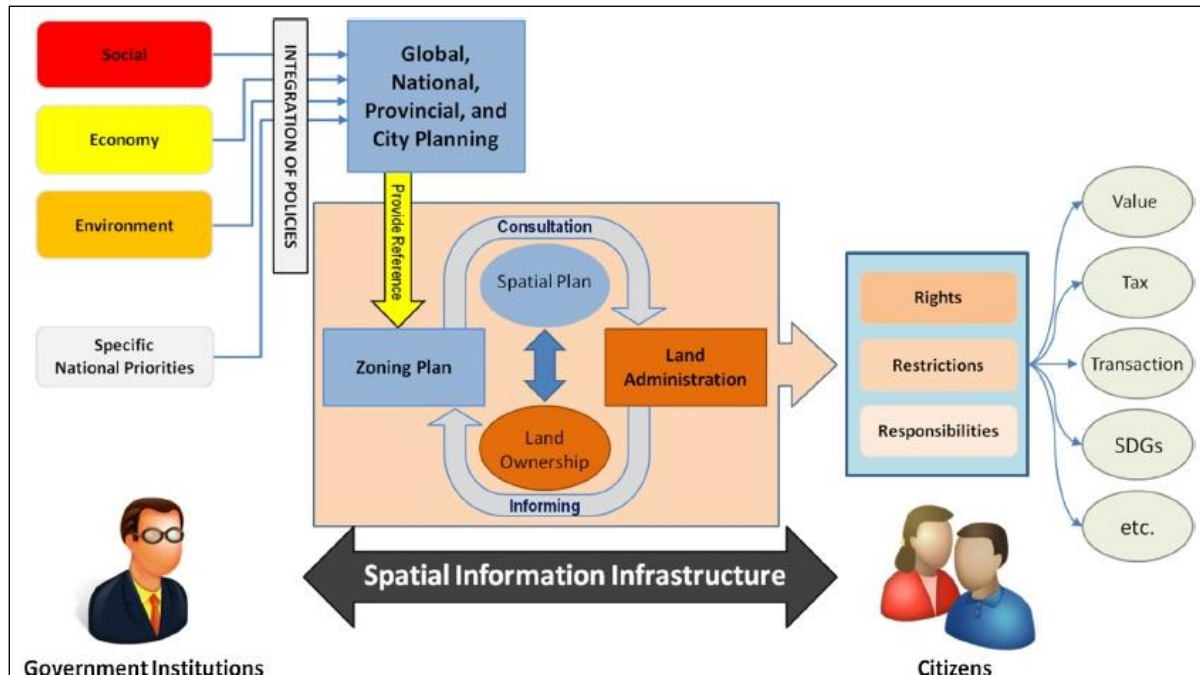 Social
Economy
Environment
Specific
National Priorities
INTEGRATION OF POLICIES
Global,
National,
Provincial, and
City Planning
Provide Reference
Consultation
Spatial Plan
Zoning Plan
Land
Administration
Land
Ownership
Informing
Rights
Restrictions
Responsibilities
Value
Tax
Transaction
SDGs
etc.
Spatial Information Infrastructure
Government Institutions
Citizens